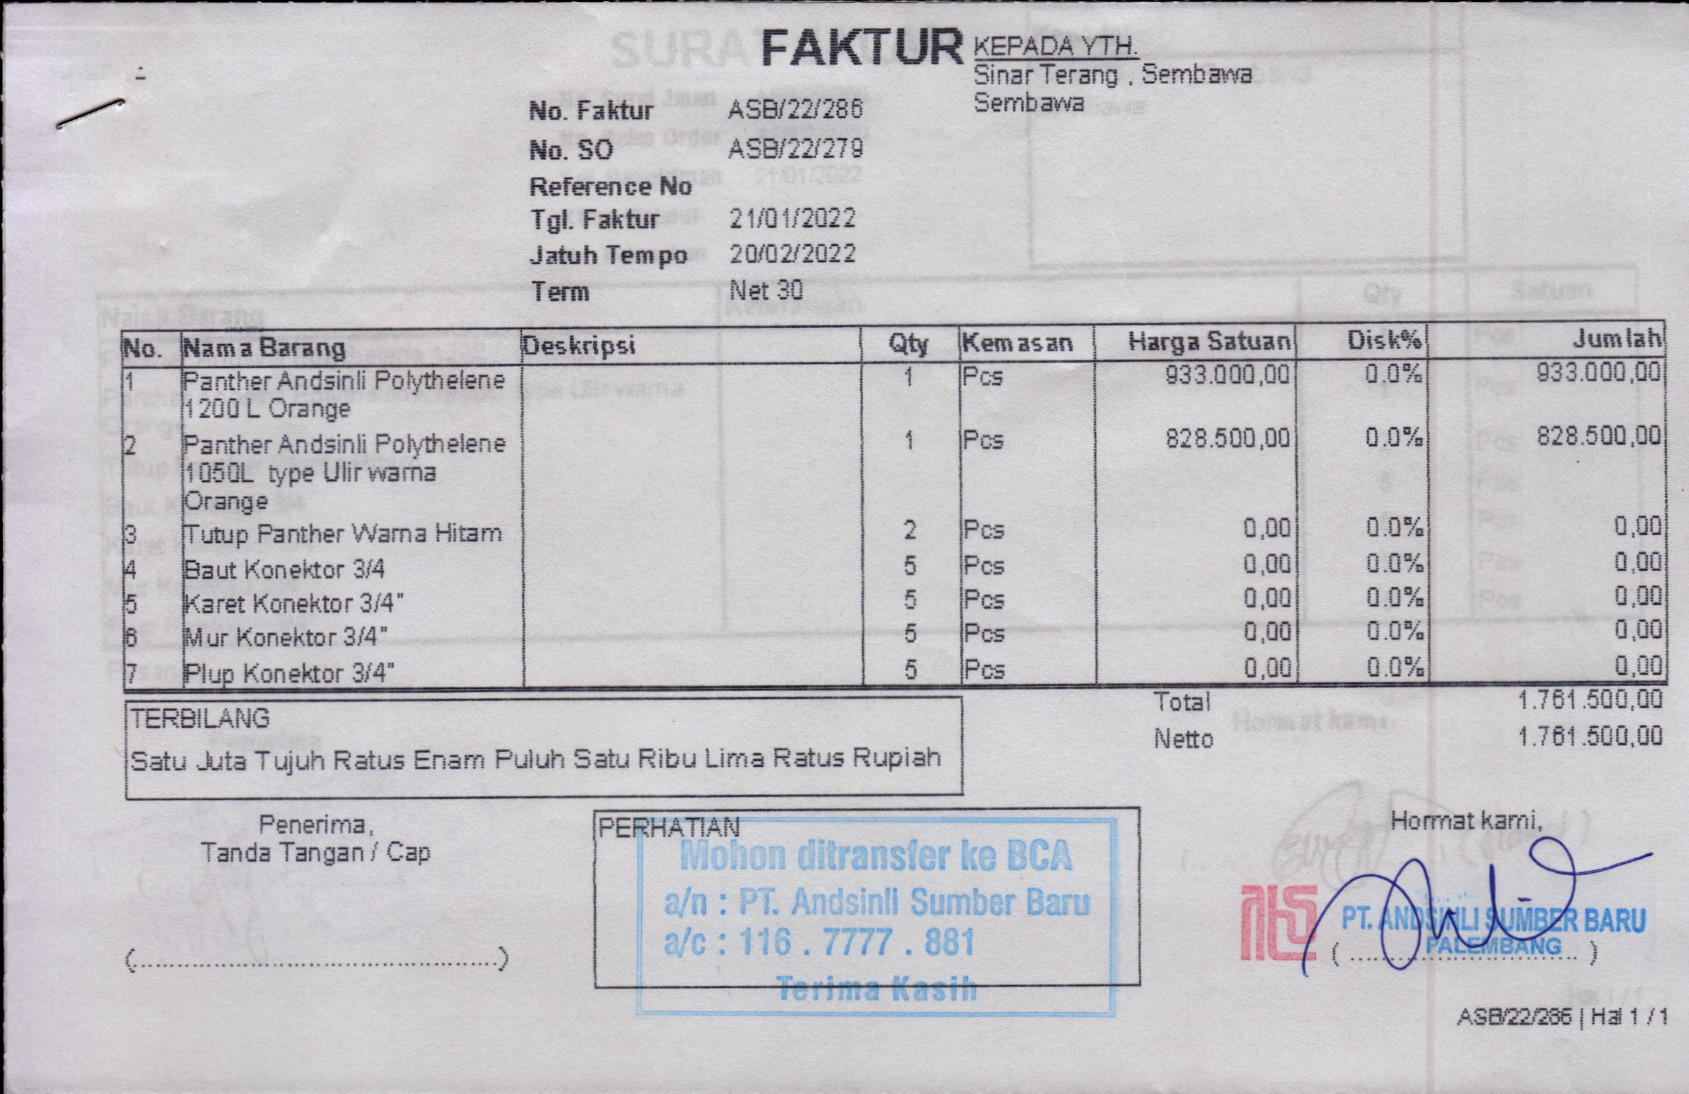 FAKTUR
KEPADA YTH.
Sinar Terang , Sembawa
Sembawa
No. Faktur ASB/22/286
No. SO ASB/22/279
Reference No
Tgl. Faktur 21/01/2022
Jatuh Tempo 20/02/2022
Term Net 30
No. Nama Barang Deskripsi Qty Kemasan Harga Satuan Disk% Jumlah
1 Panther Andsinli Polythelene 1 Pcs 933.000,00 0.0% 933.000,00
1200 L Orange
2 Panther Andsinli Polythelene 1 Pcs 828.500,00 0.0% 828.500,00
1050L type Ulir warna
Orange
3 Tutup Panther Warna Hitam 2 Pcs 0,00 0.0% 0,00
4 Baut Konektor 3/4 5 Pcs 0,00 0.0% 0,00
5 Karet Konektor 3/4" 5 Pcs 0,00 0.0% 0,00
6 Mur Konektor 3/4" 5 Pcs 0,00 0.0% 0,00
7 Plup Konektor 3/4" 5 Pcs 0,00 0.0% 0,00
Total 1.761.500,00
Netto 1.761.500,00
TERBILANG
Satu Juta Tujuh Ratus Enam Puluh Satu Ribu Lima Ratus Rupiah
Penerima,
Tanda Tangan / Cap
(..................................................)
PERHATIAN
Mohon ditransfer ke BCA
a/n : PT. Andsinli Sumber Baru
a/c : 116 . 7777 . 881
Terima Kasih
Hormat kami,
PT. ANDSINLI SUMBER BARU
PALEMBANG
( ................................ )
ASB/22/286 | Hal 1 / 1